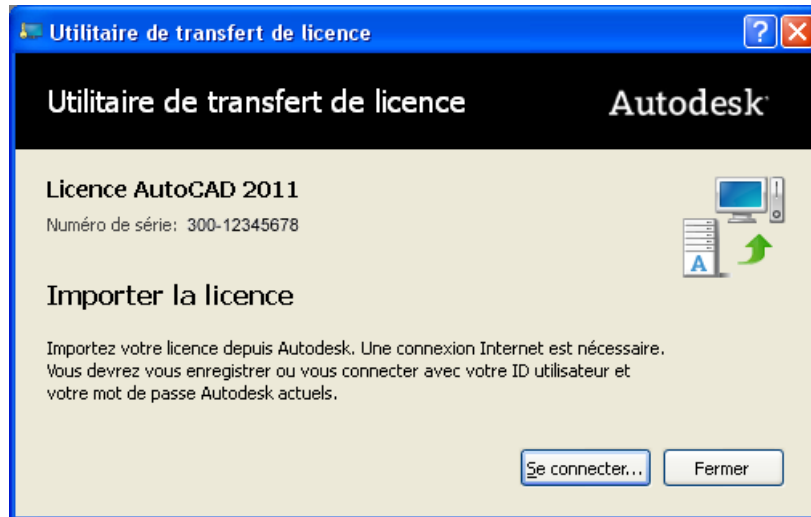 Utilitaire de transfert de licence
Utilitaire de transfert de licence Autodesk
Licence AutoCAD 2011
Numéro de série: 300-12345678
A
Importer la licence
Importez votre licence depuis Autodesk. Une connexion Internet est nécessaire.
Vous devrez vous enregistrer ou vous connecter avec votre ID utilisateur et
votre mot de passe Autodesk actuels.
Se connecter... Fermer